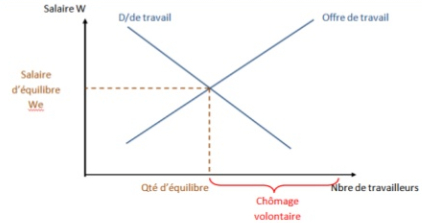 Salaire W
D/de travail
Offre de travail
Salaire
d'équilibre
We
Qté d'équilibre
Nbre de travailleurs
Chômage
volontaire